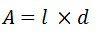 A = l × d